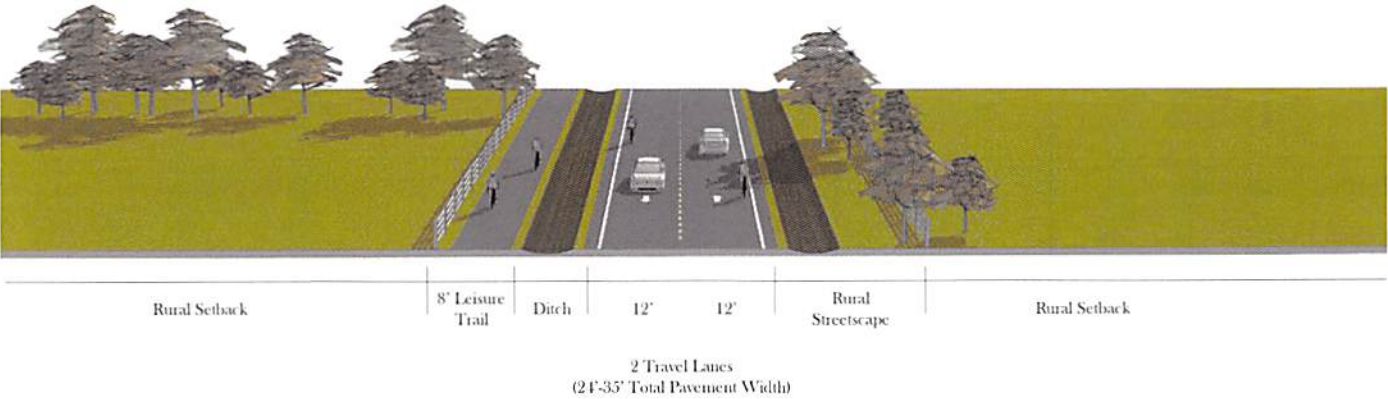 Rural Setback
8' Leisure
Trail
Ditch
12'
12'
Rural
Streetscape
Rural Setback
2 Travel Lanes
(24'-35' Total Pavement Width)